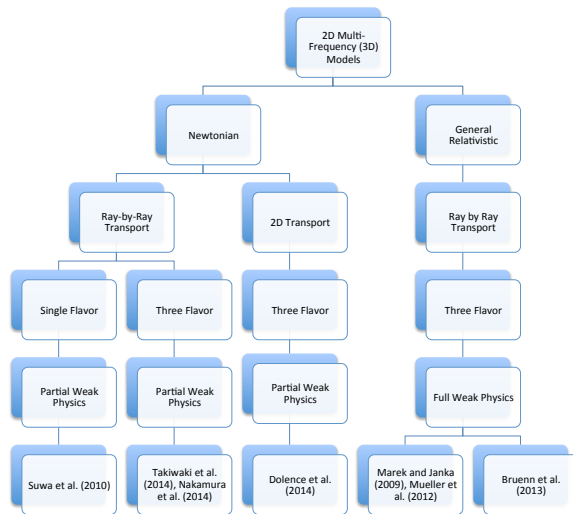 2D Multi-
Frequency (3D)
Models
Newtonian
General
Relativistic
Ray-by-Ray
Transport
2D Transport
Ray by Ray
Transport
Single Flavor
Three Flavor
Three Flavor
Three Flavor
Partial Weak
Physics
Partial Weak
Physics
Partial Weak
Physics
Full Weak Physics
Suwa et al. (2010)
Takiwaki et al.
(2014), Nakamura
et al. (2014)
Dolence et al.
(2014)
Marek and Janka
(2009), Mueller et
al. (2012)
Bruenn et al.
(2013)